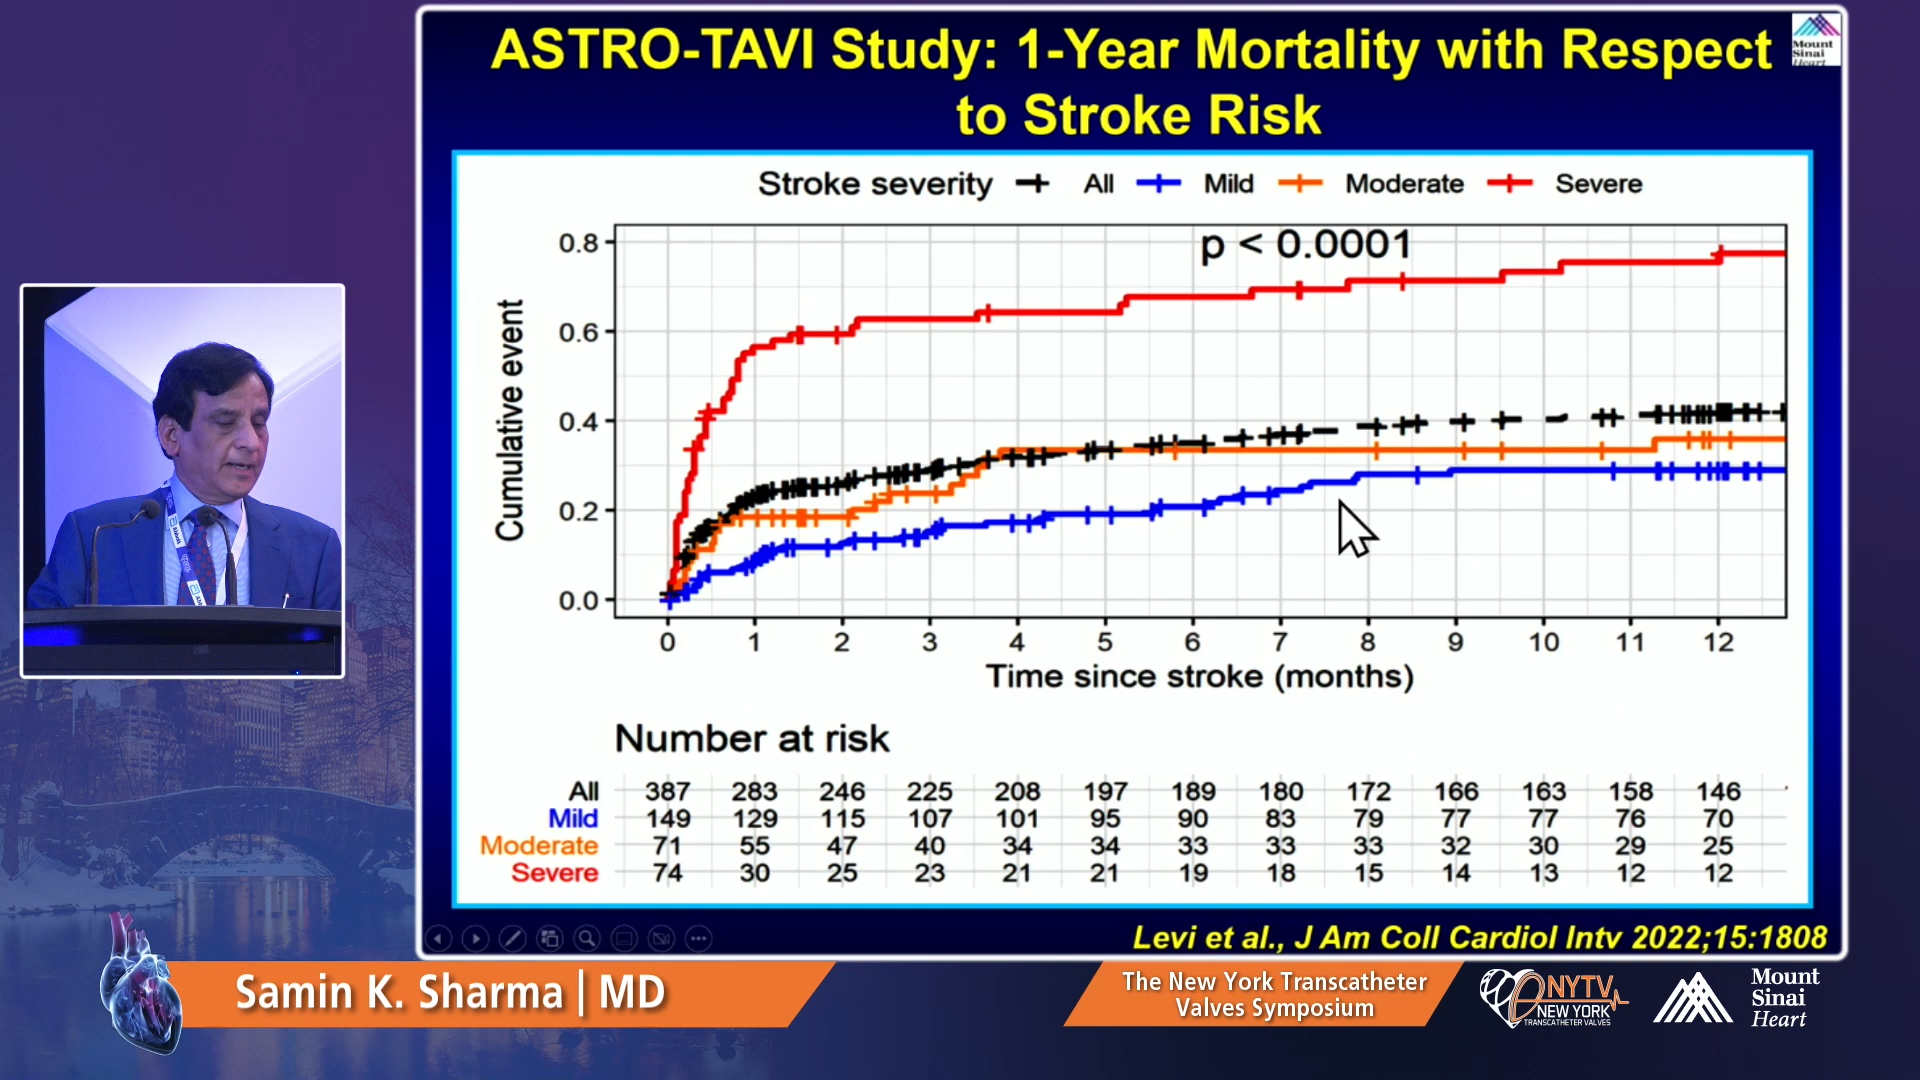 ASTRO-TAVI Study: 1-Year Mortality with Respect
to Stroke Risk
Mount
Sinai
Heart
Stroke severity All Mild Moderate Severe
p < 0.0001
Cumulative event
0.8
0.6
0.4
0.2
0.0
0 1 2 3 4 5 6 7 8 9 10 11 12
Time since stroke (months)
Number at risk
All 387 283 246 225 208 197 189 180 172 166 163 158 146
Mild 149 129 115 107 101 95 90 83 79 77 77 76 70
Moderate 71 55 47 40 34 34 33 33 33 32 30 29 25
Severe 74 30 25 23 21 21 19 18 15 14 13 12 12
Levi et al., J Am Coll Cardiol Intv 2022;15:1808
Samin K. Sharma | MD
The New York Transcatheter
Valves Symposium
NYTV
NEW YORK
TRANSCATHETER VALVES
Mount
Sinai
Heart